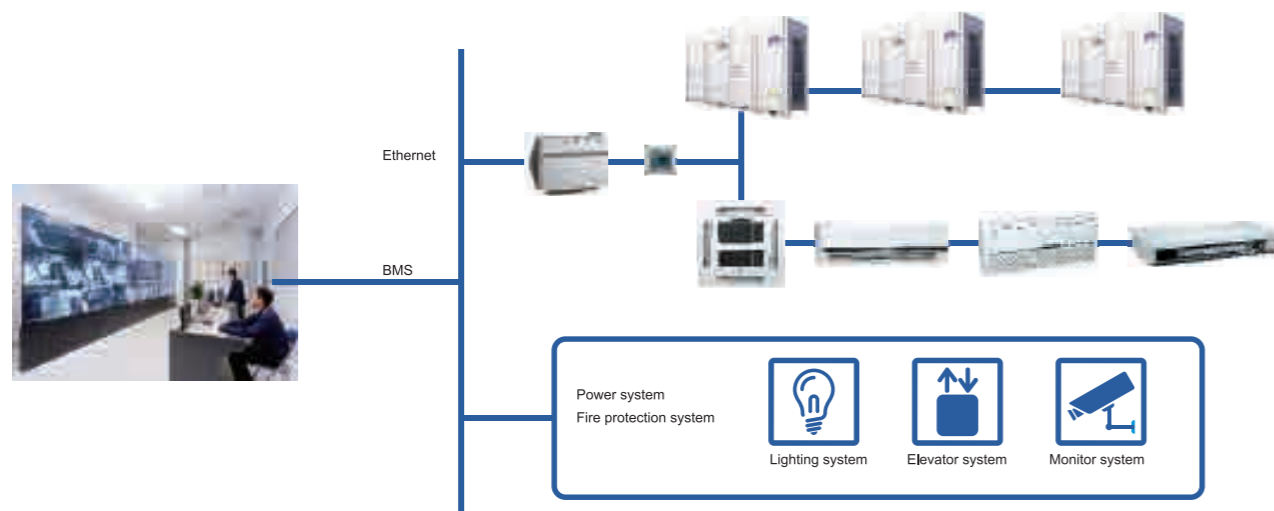 Ethernet
BMS
Power system
Fire protection system
Lighting system
Elevator system
Monitor system